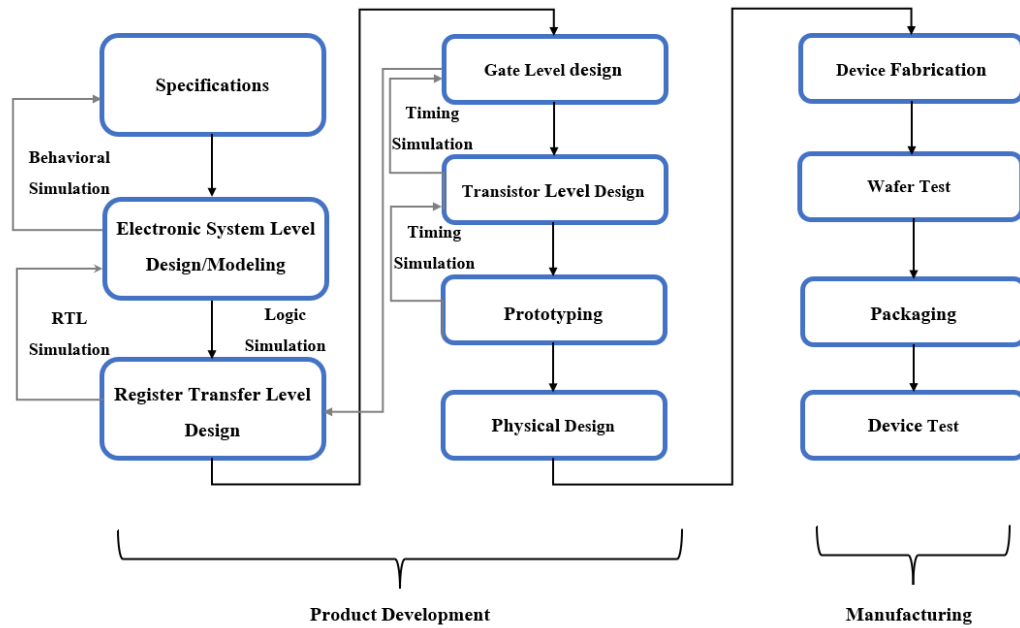 Specifications
Behavioral
Simulation
Electronic System Level
Design/Modeling
RTL
Simulation
Logic
Simulation
Register Transfer Level
Design
Gate Level design
Timing
Simulation
Transistor Level Design
Timing
Simulation
Prototyping
Physical Design
Device Fabrication
Wafer Test
Packaging
Device Test
Product Development
Manufacturing